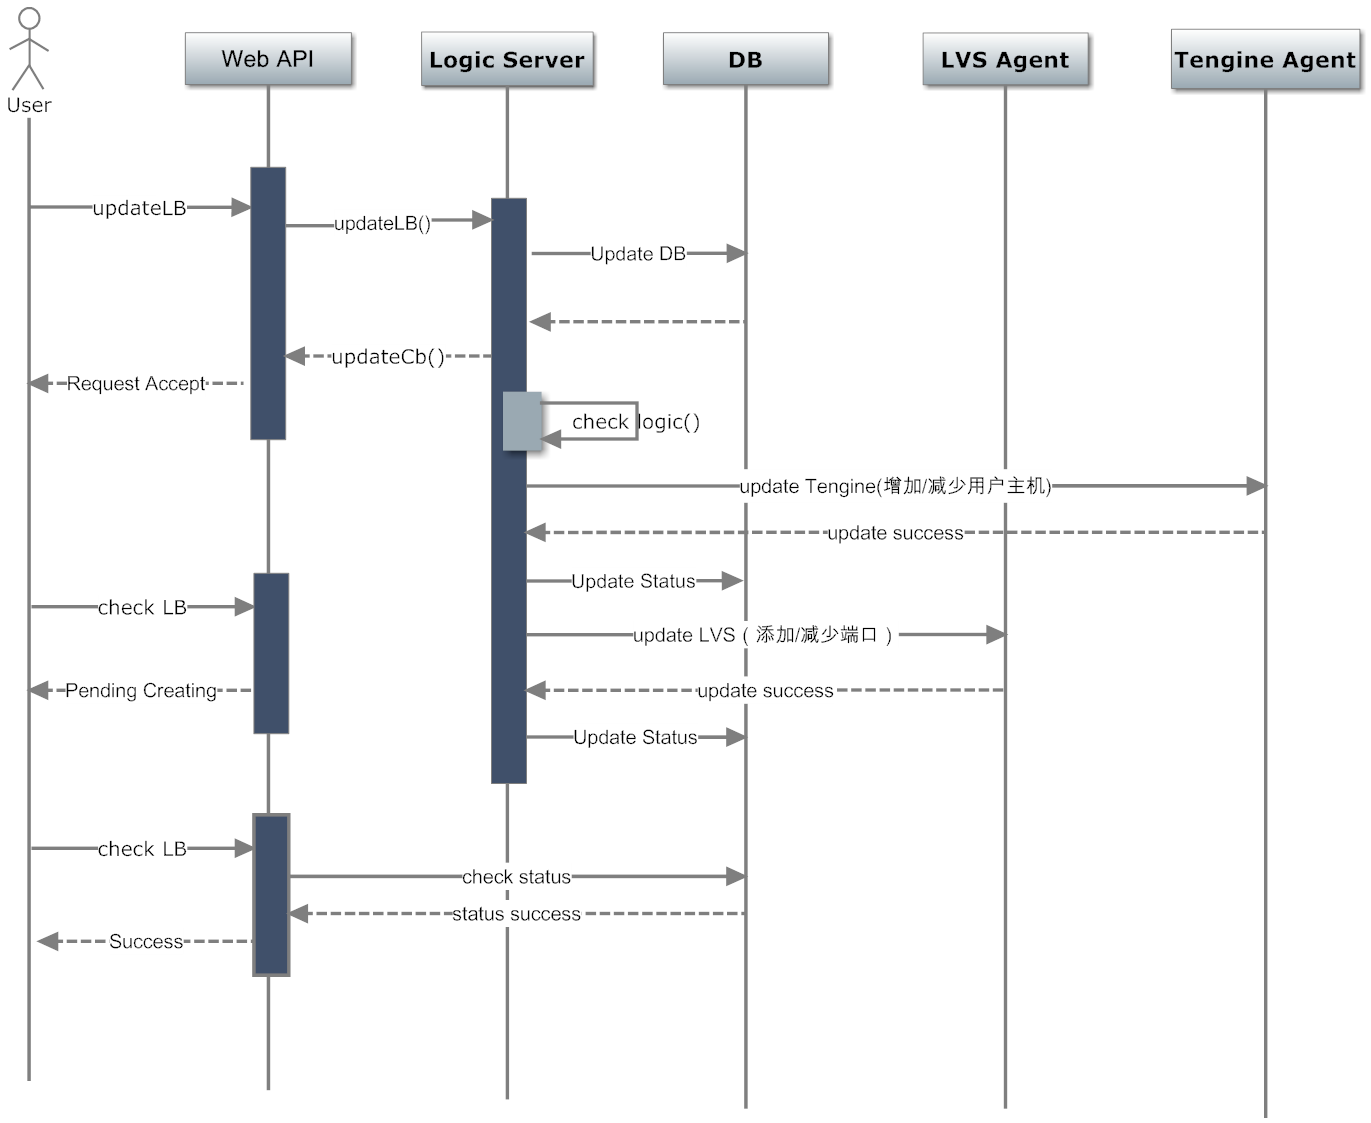 User
Web API
Logic Server
DB
LVS Agent
Tengine Agent
updateLB
updateLB()
Update DB
updateCb()
Request Accept
check logic()
update Tengine(增加/减少用户主机)
update success
Update Status
check LB
update LVS ( 添加/减少端口 )
Pending Creating
update success
Update Status
check LB
check status
status success
Success